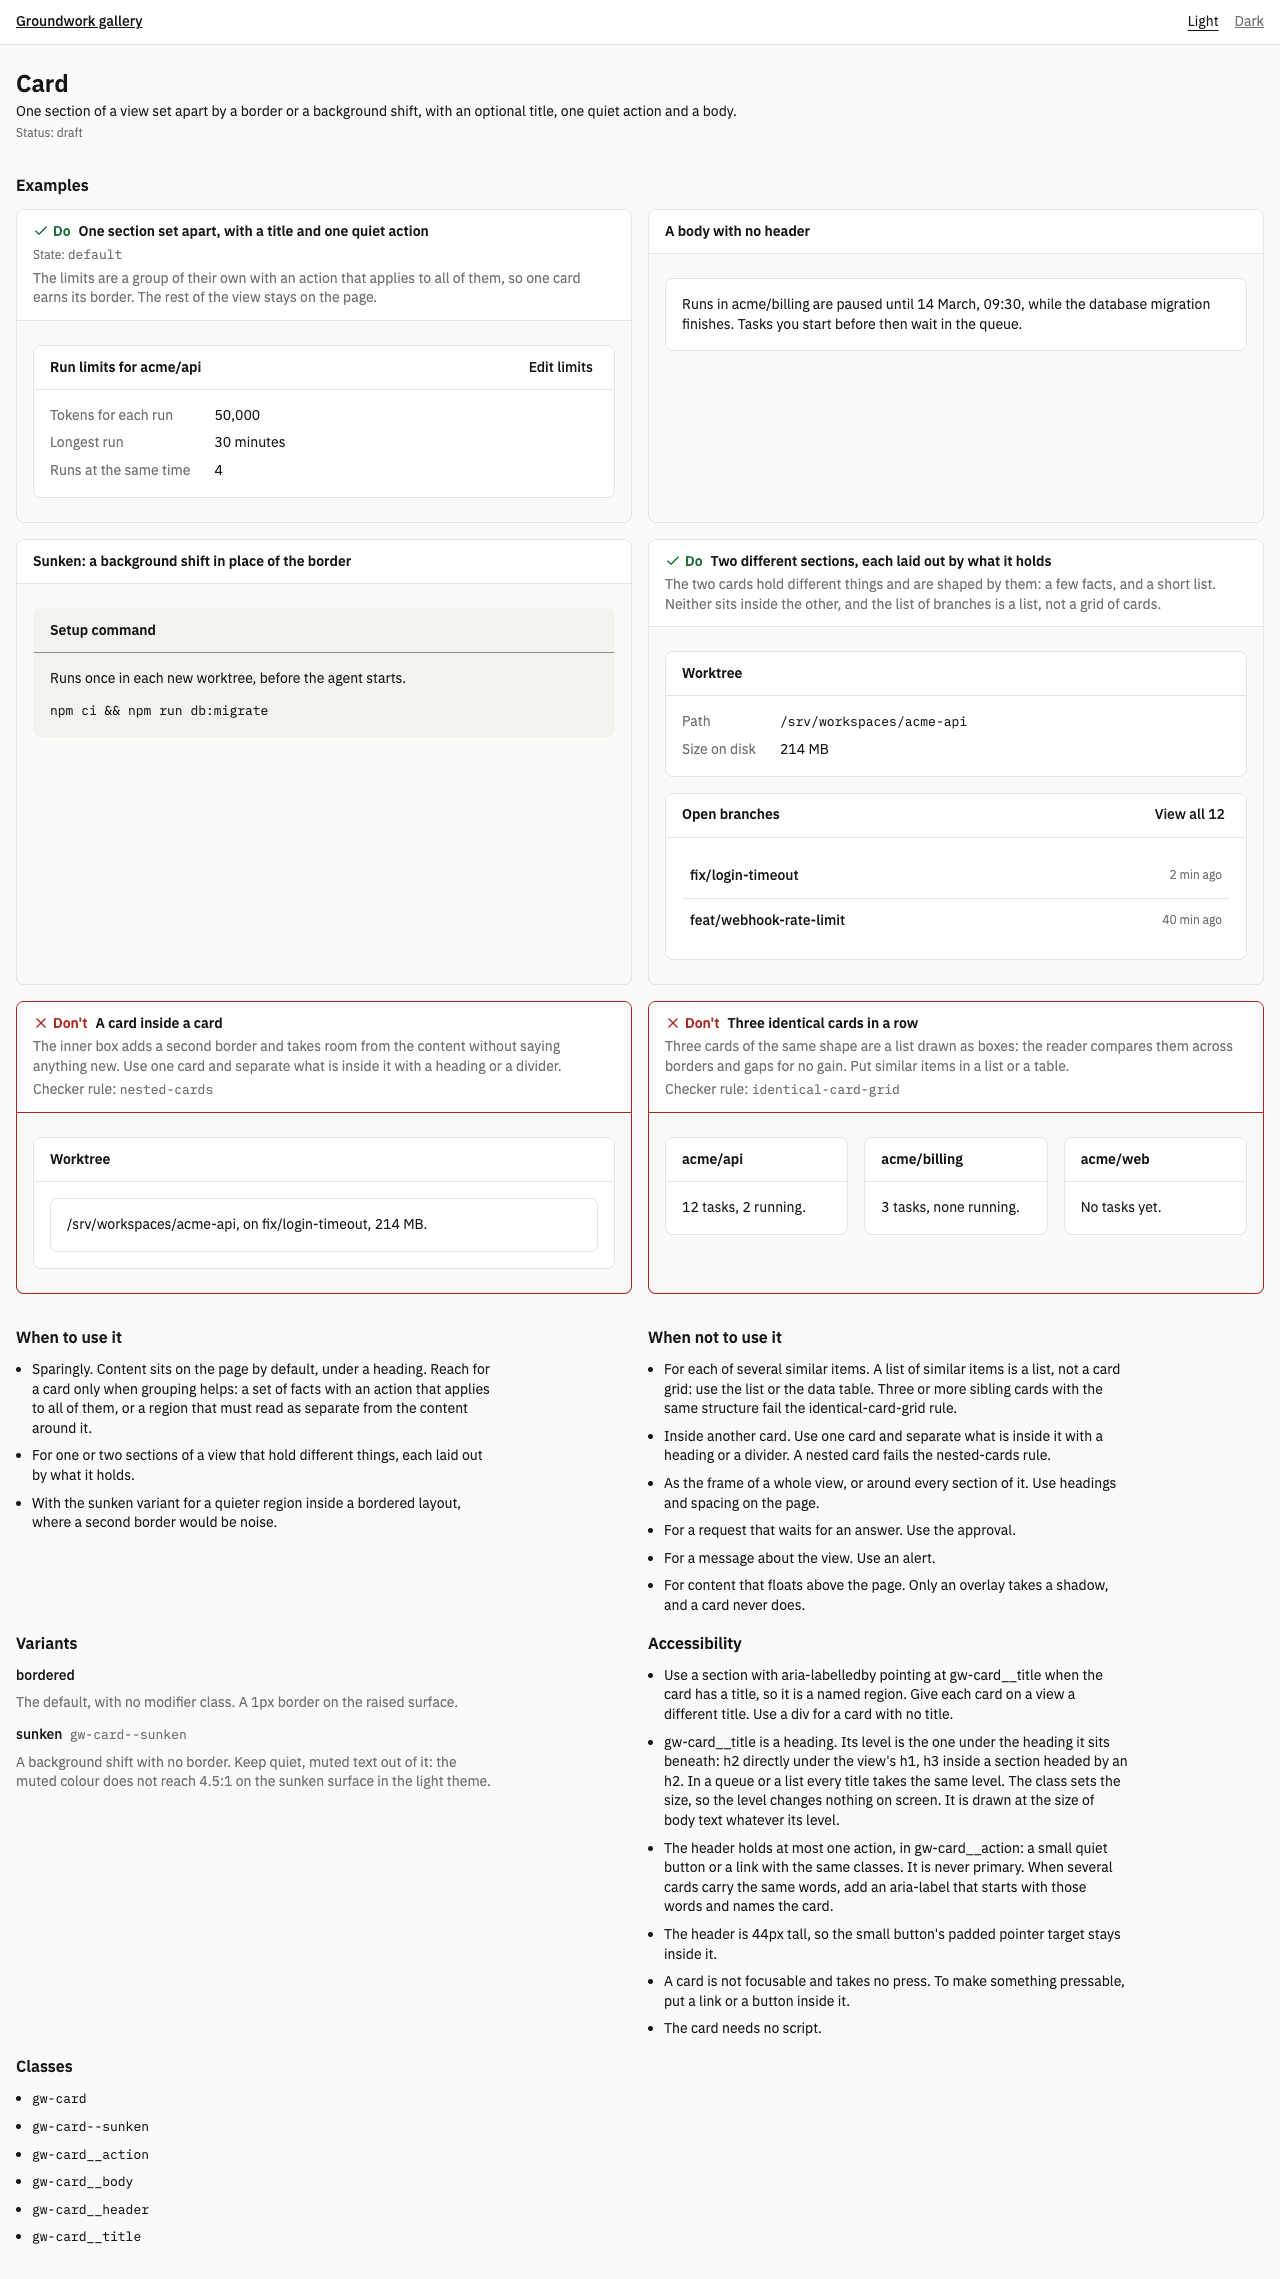 Groundwork gallery
Light Dark
Card
One section of a view set apart by a border or a background shift, with an optional title, one quiet action and a body.
Status: draft
Examples
Do One section set apart, with a title and one quiet action
State: default
The limits are a group of their own with an action that applies to all of them, so one card
earns its border. The rest of the view stays on the page.
Run limits for acme/api Edit limits
Tokens for each run 50,000
Longest run 30 minutes
Runs at the same time 4
A body with no header
Runs in acme/billing are paused until 14 March, 09:30, while the database migration
finishes. Tasks you start before then wait in the queue.
Sunken: a background shift in place of the border
Setup command
Runs once in each new worktree, before the agent starts.
npm ci && npm run db:migrate
Do Two different sections, each laid out by what it holds
The two cards hold different things and are shaped by them: a few facts, and a short list.
Neither sits inside the other, and the list of branches is a list, not a grid of cards.
Worktree
Path /srv/workspaces/acme-api
Size on disk 214 MB
Open branches View all 12
fix/login-timeout 2 min ago
feat/webhook-rate-limit 40 min ago
Don't A card inside a card
The inner box adds a second border and takes room from the content without saying
anything new. Use one card and separate what is inside it with a heading or a divider.
Checker rule: nested-cards
Worktree
/srv/workspaces/acme-api, on fix/login-timeout, 214 MB.
Don't Three identical cards in a row
Three cards of the same shape are a list drawn as boxes: the reader compares them across
borders and gaps for no gain. Put similar items in a list or a table.
Checker rule: identical-card-grid
acme/api
12 tasks, 2 running.
acme/billing
3 tasks, none running.
acme/web
No tasks yet.
When to use it
Sparingly. Content sits on the page by default, under a heading. Reach for
a card only when grouping helps: a set of facts with an action that applies
to all of them, or a region that must read as separate from the content
around it.
For one or two sections of a view that hold different things, each laid out
by what it holds.
With the sunken variant for a quieter region inside a bordered layout,
where a second border would be noise.
When not to use it
For each of several similar items. A list of similar items is a list, not a card
grid: use the list or the data table. Three or more sibling cards with the
same structure fail the identical-card-grid rule.
Inside another card. Use one card and separate what is inside it with a
heading or a divider. A nested card fails the nested-cards rule.
As the frame of a whole view, or around every section of it. Use headings
and spacing on the page.
For a request that waits for an answer. Use the approval.
For a message about the view. Use an alert.
For content that floats above the page. Only an overlay takes a shadow,
and a card never does.
Variants
bordered
The default, with no modifier class. A 1px border on the raised surface.
sunken gw-card--sunken
A background shift with no border. Keep quiet, muted text out of it: the
muted colour does not reach 4.5:1 on the sunken surface in the light theme.
Accessibility
Use a section with aria-labelledby pointing at gw-card__title when the
card has a title, so it is a named region. Give each card on a view a
different title. Use a div for a card with no title.
gw-card__title is a heading. Its level is the one under the heading it sits
beneath: h2 directly under the view's h1, h3 inside a section headed by an
h2. In a queue or a list every title takes the same level. The class sets the
size, so the level changes nothing on screen. It is drawn at the size of
body text whatever its level.
The header holds at most one action, in gw-card__action: a small quiet
button or a link with the same classes. It is never primary. When several
cards carry the same words, add an aria-label that starts with those
words and names the card.
The header is 44px tall, so the small button's padded pointer target stays
inside it.
A card is not focusable and takes no press. To make something pressable,
put a link or a button inside it.
The card needs no script.
Classes
gw-card
gw-card--sunken
gw-card__action
gw-card__body
gw-card__header
gw-card__title